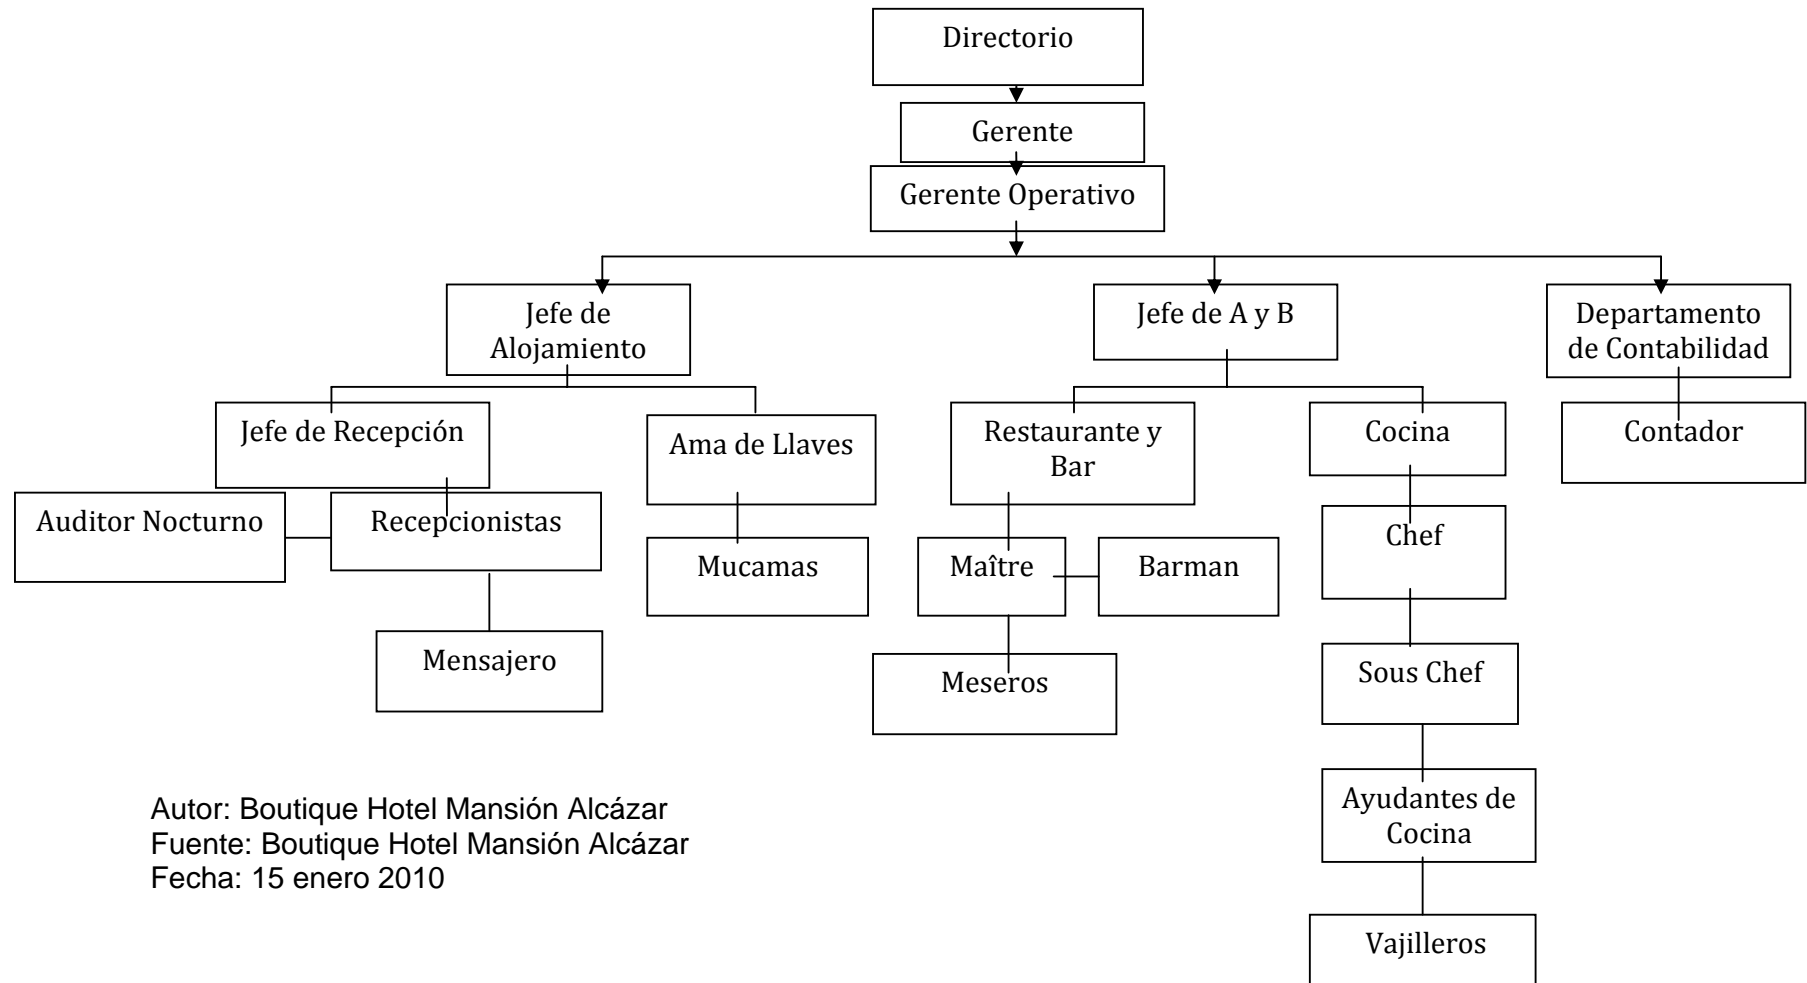 Directorio
Gerente
Gerente Operativo
Jefe de
Alojamiento
Jefe de A y B
Departamento
de Contabilidad
Jefe de Recepción
Ama de Llaves
Restaurante y
Bar
Cocina
Contador
Auditor Nocturno
Recepcionistas
Mucamas
Maître
Barman
Chef
Mensajero
Meseros
Sous Chef
Ayudantes de
Cocina
Vajilleros
Autor: Boutique Hotel Mansión Alcázar
Fuente: Boutique Hotel Mansión Alcázar
Fecha: 15 enero 2010